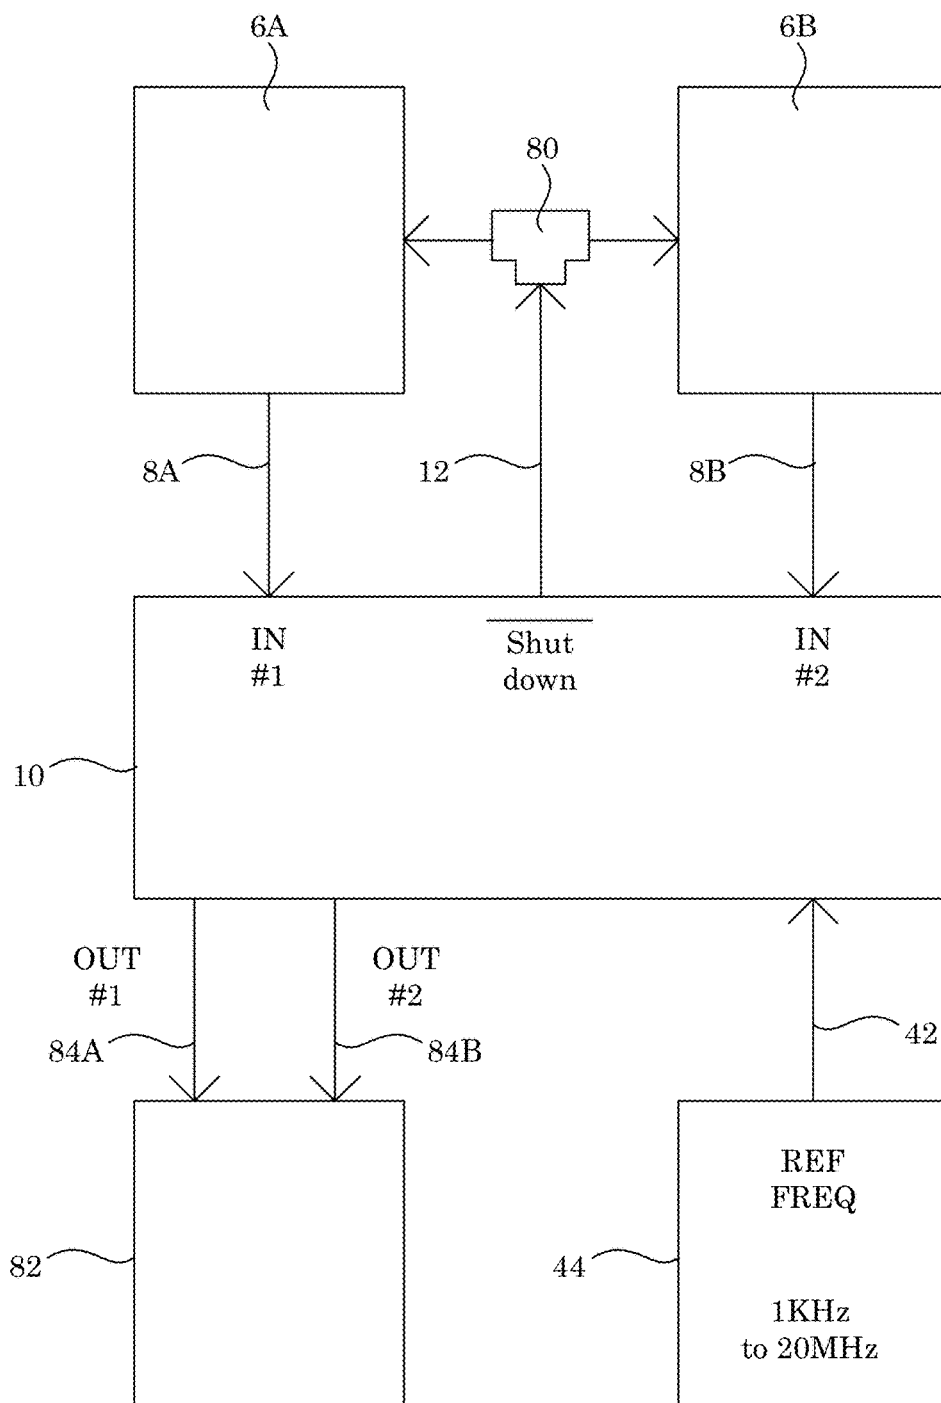 6A
6B
80
8A
12
8B
IN
#1
Shut
down
IN
#2
10
OUT
#1
OUT
#2
84A
84B
42
REF
FREQ
82
44
1KHz
to 20MHz